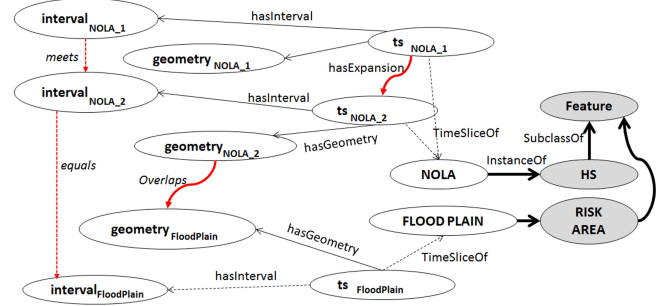 interval
NOLA_1
hasInterval
ts
NOLA_1
meets
geometry
NOLA_1
hasExpansion
interval
NOLA_2
hasInterval
ts
NOLA_2
Feature
TimeSliceOf
SubclassOf
hasGeometry
geometry
NOLA_2
equals
Overlaps
NOLA
InstanceOf
HS
geometry
FloodPlain
FLOOD PLAIN
RISK
AREA
hasGeometry
TimeSliceOf
hasInterval
interval
FloodPlain
ts
FloodPlain